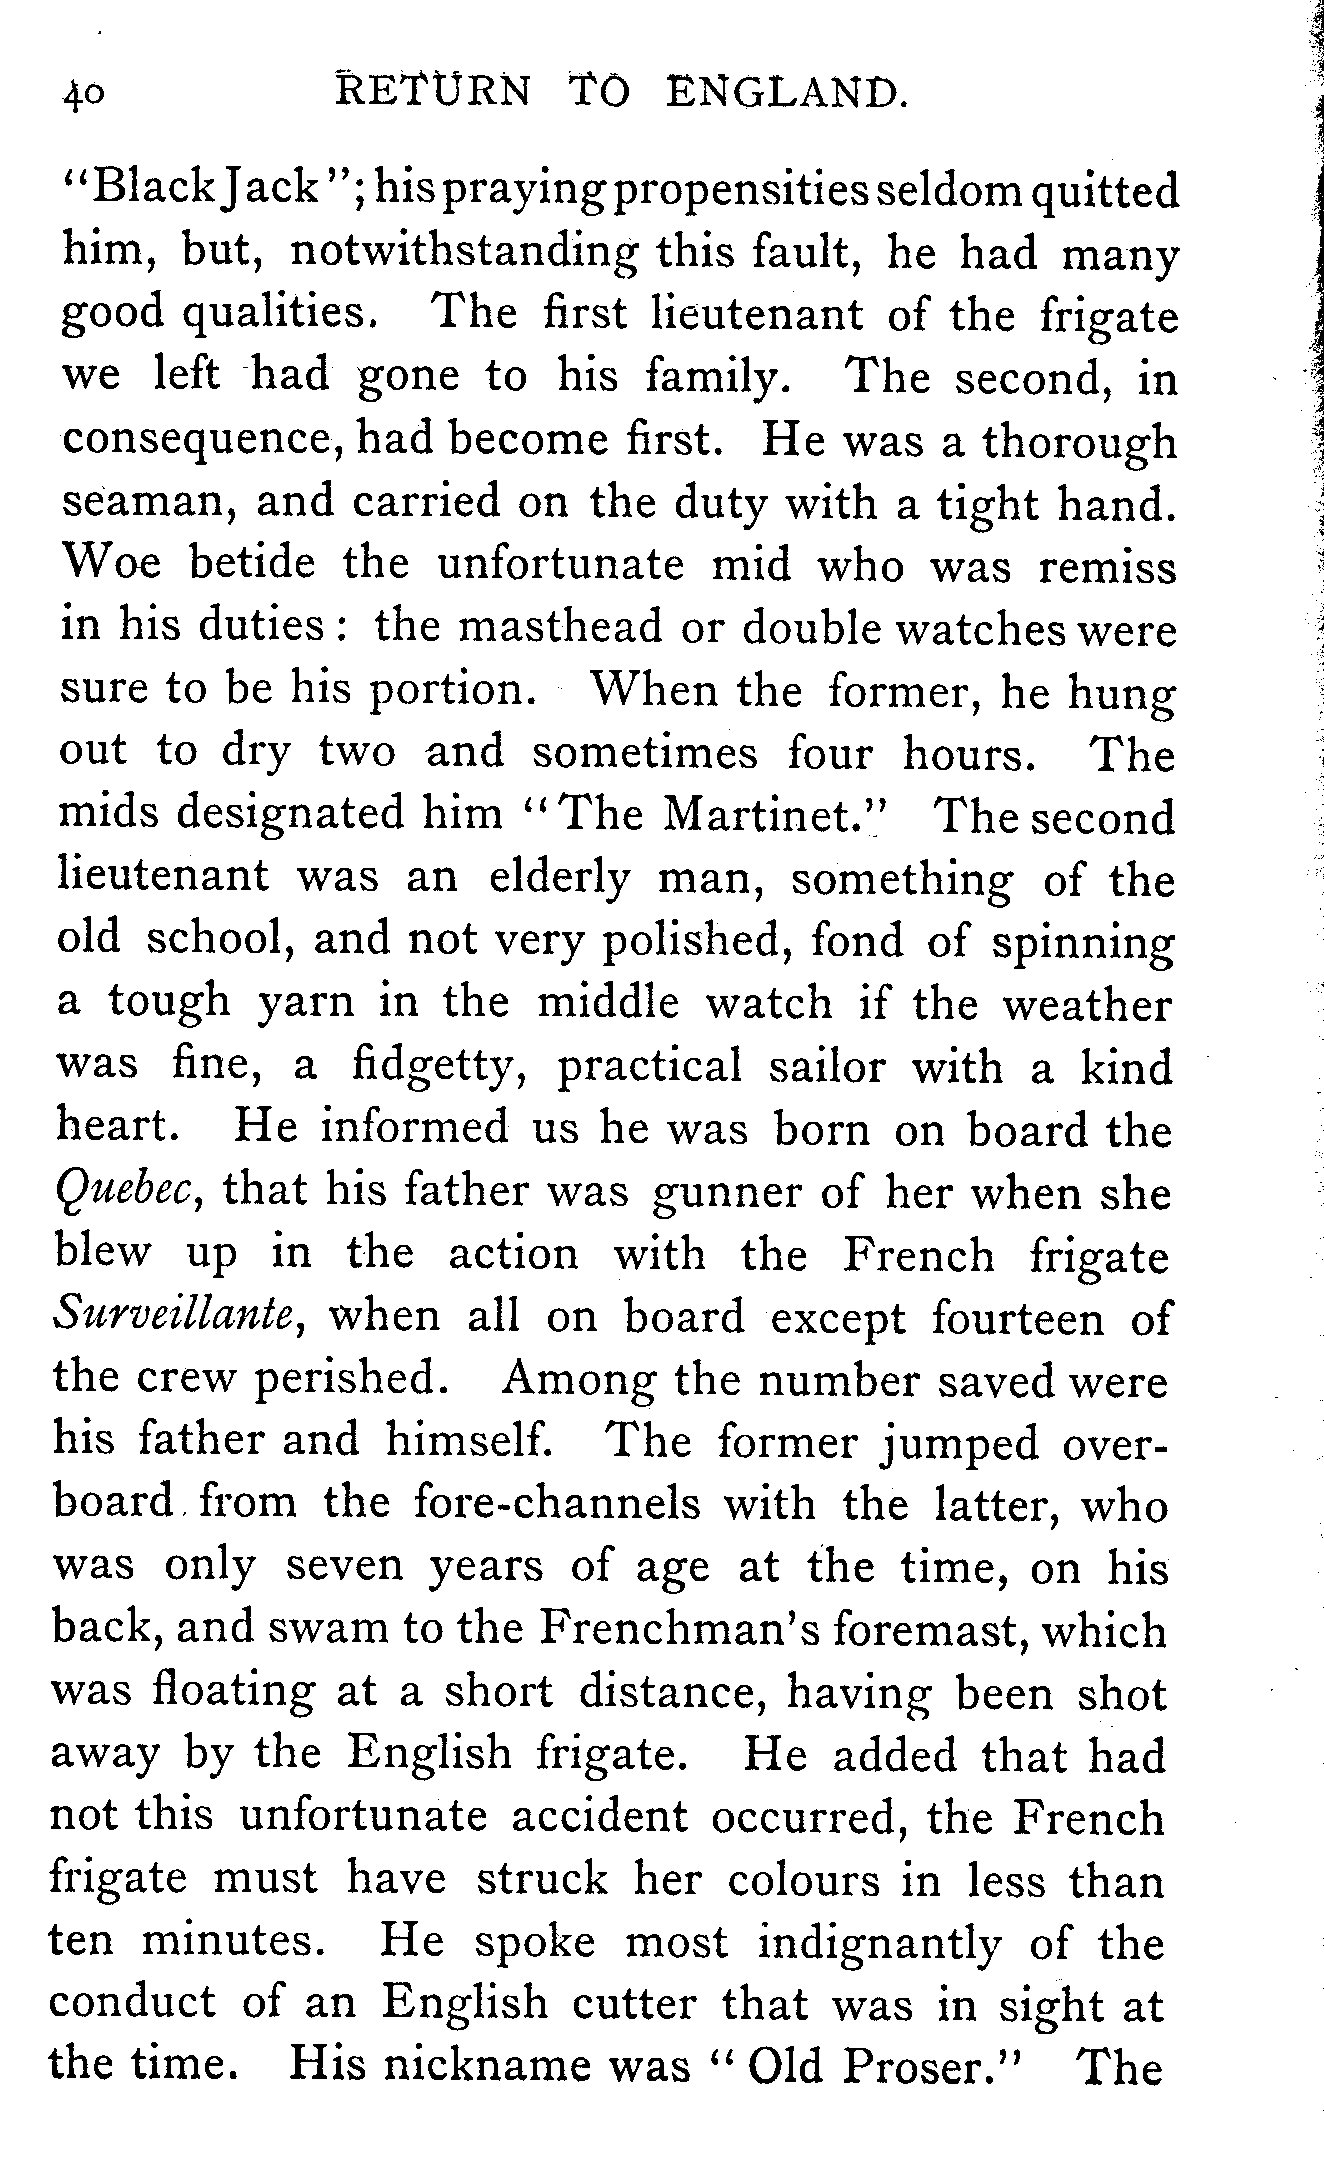 40 RETURN TO ENGLAND.
"Black Jack"; his praying propensities seldom quitted
him, but, notwithstanding this fault, he had many
good qualities. The first lieutenant of the frigate
we left had gone to his family. The second, in
consequence, had become first. He was a thorough
seaman, and carried on the duty with a tight hand.
Woe betide the unfortunate mid who was remiss
in his duties: the masthead or double watches were
sure to be his portion. When the former, he hung
out to dry two and sometimes four hours. The
mids designated him "The Martinet." The second
lieutenant was an elderly man, something of the
old school, and not very polished, fond of spinning
a tough yarn in the middle watch if the weather
was fine, a fidgetty, practical sailor with a kind
heart. He informed us he was born on board the
Quebec, that his father was gunner of her when she
blew up in the action with the French frigate
Surveillante, when all on board except fourteen of
the crew perished. Among the number saved were
his father and himself. The former jumped over-
board from the fore-channels with the latter, who
was only seven years of age at the time, on his
back, and swam to the Frenchman's foremast, which
was floating at a short distance, having been shot
away by the English frigate. He added that had
not this unfortunate accident occurred, the French
frigate must have struck her colours in less than
ten minutes. He spoke most indignantly of the
conduct of an English cutter that was in sight at
the time. His nickname was "Old Proser." The